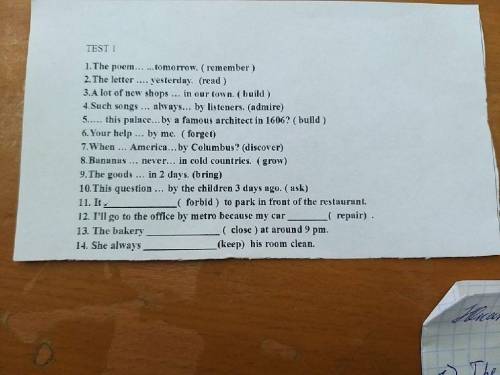 TEST 1
1.The poem… …tomorrow. ( remember )
2.The letter …. yesterday. (read )
3.A lot of new shops … in our town. ( build )
4.Such songs … always… by listeners. (admire)
5..… this palace…by a famous architect in 1606? ( build )
6.Your help … by me. ( forget)
7.When … America…by Columbus? (discover)
8.Bananas … never… in cold countries. ( grow)
9.The goods … in 2 days. (bring)
10.This question … by the children 3 days ago. ( ask)
11. It ______________( forbid ) to park in front of the restaurant.
12. I'll go to the office by metro because my car _______( repair) .
13. The bakery _____________ ( close ) at around 9 pm.
14. She always _____________(keep) his room clean.
The